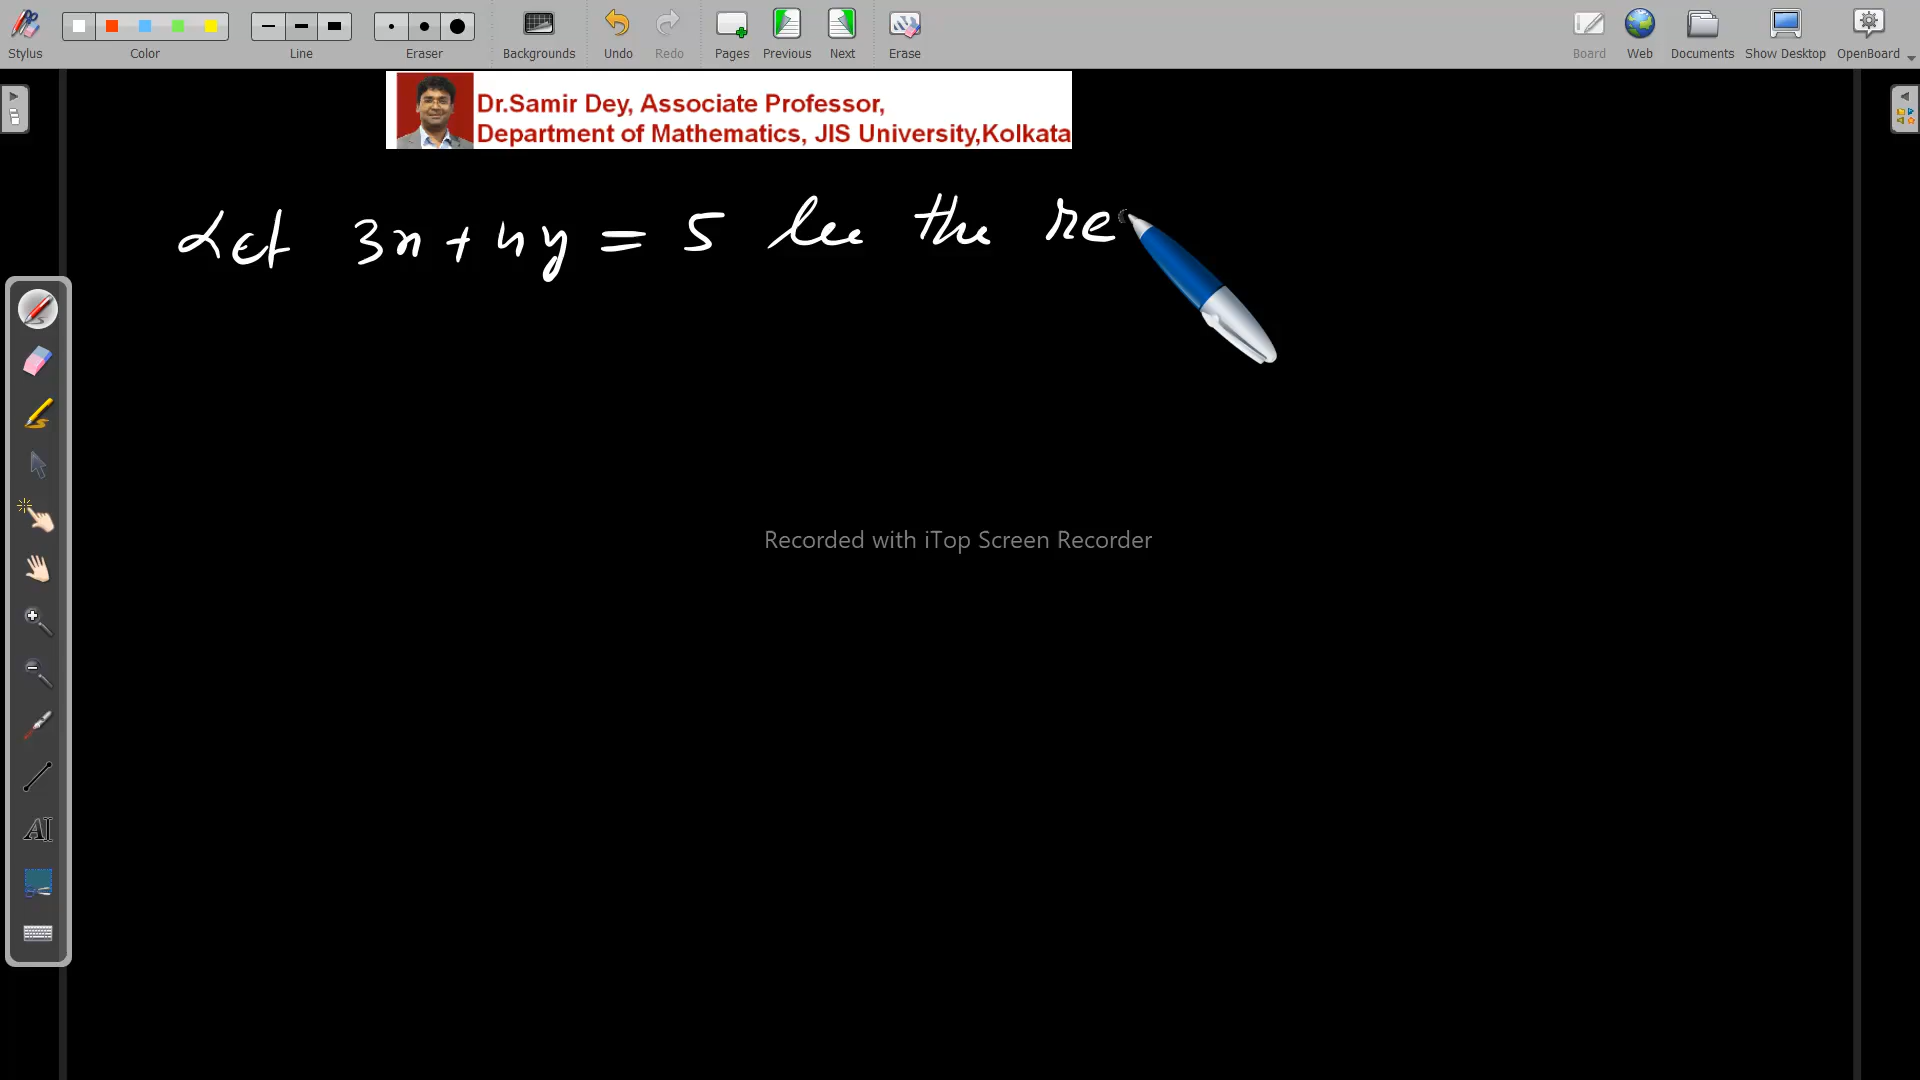 Stylus Color Line Eraser Backgrounds Undo Redo Pages Previous Next Erase Board Web Documents Show Desktop OpenBoard
Dr.Samir Dey, Associate Professor,
Department of Mathematics, JIS University,Kolkata
Let 3x + 4y = 5 be the re
Recorded with iTop Screen Recorder